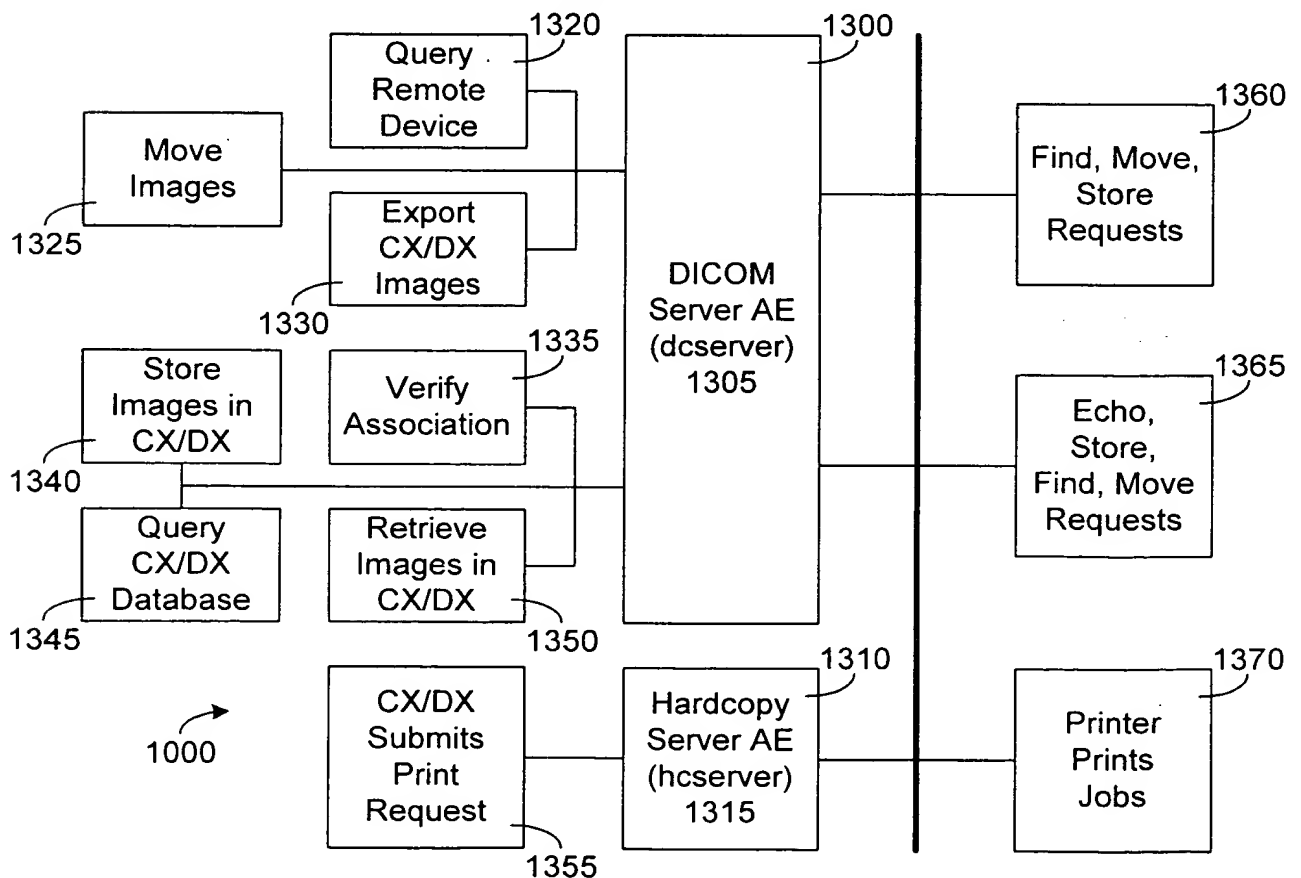 1320
Query
Remote
Device
1300
1360
Move
Images
1325
Find, Move,
Store
Requests
Export
CX/DX
Images
1330
DICOM
Server AE
(dcserver)
1305
1335
Store
Images in
CX/DX
1340
Verify
Association
1365
Echo,
Store,
Find, Move
Requests
Query
CX/DX
Database
1345
Retrieve
Images in
CX/DX
1350
1310
1370
1000
CX/DX
Submits
Print
Request
1355
Hardcopy
Server AE
(hcserver)
1315
Printer
Prints
Jobs